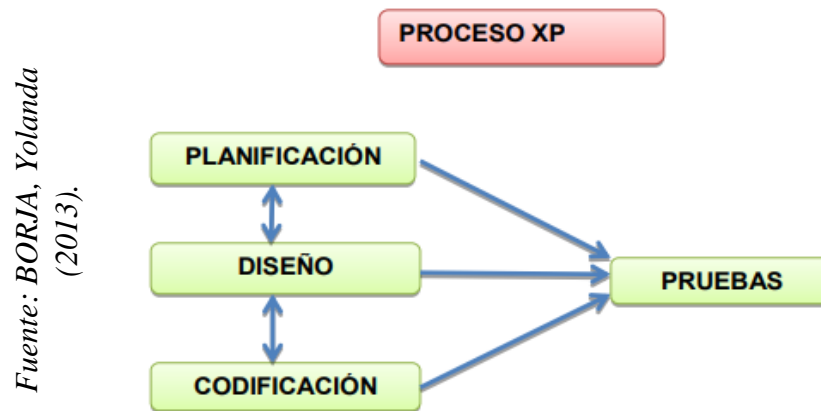 PROCESO XP
Fuente: BORJA, Yolanda
(2013).
PLANIFICACIÓN
DISEÑO
PRUEBAS
CODIFICACIÓN